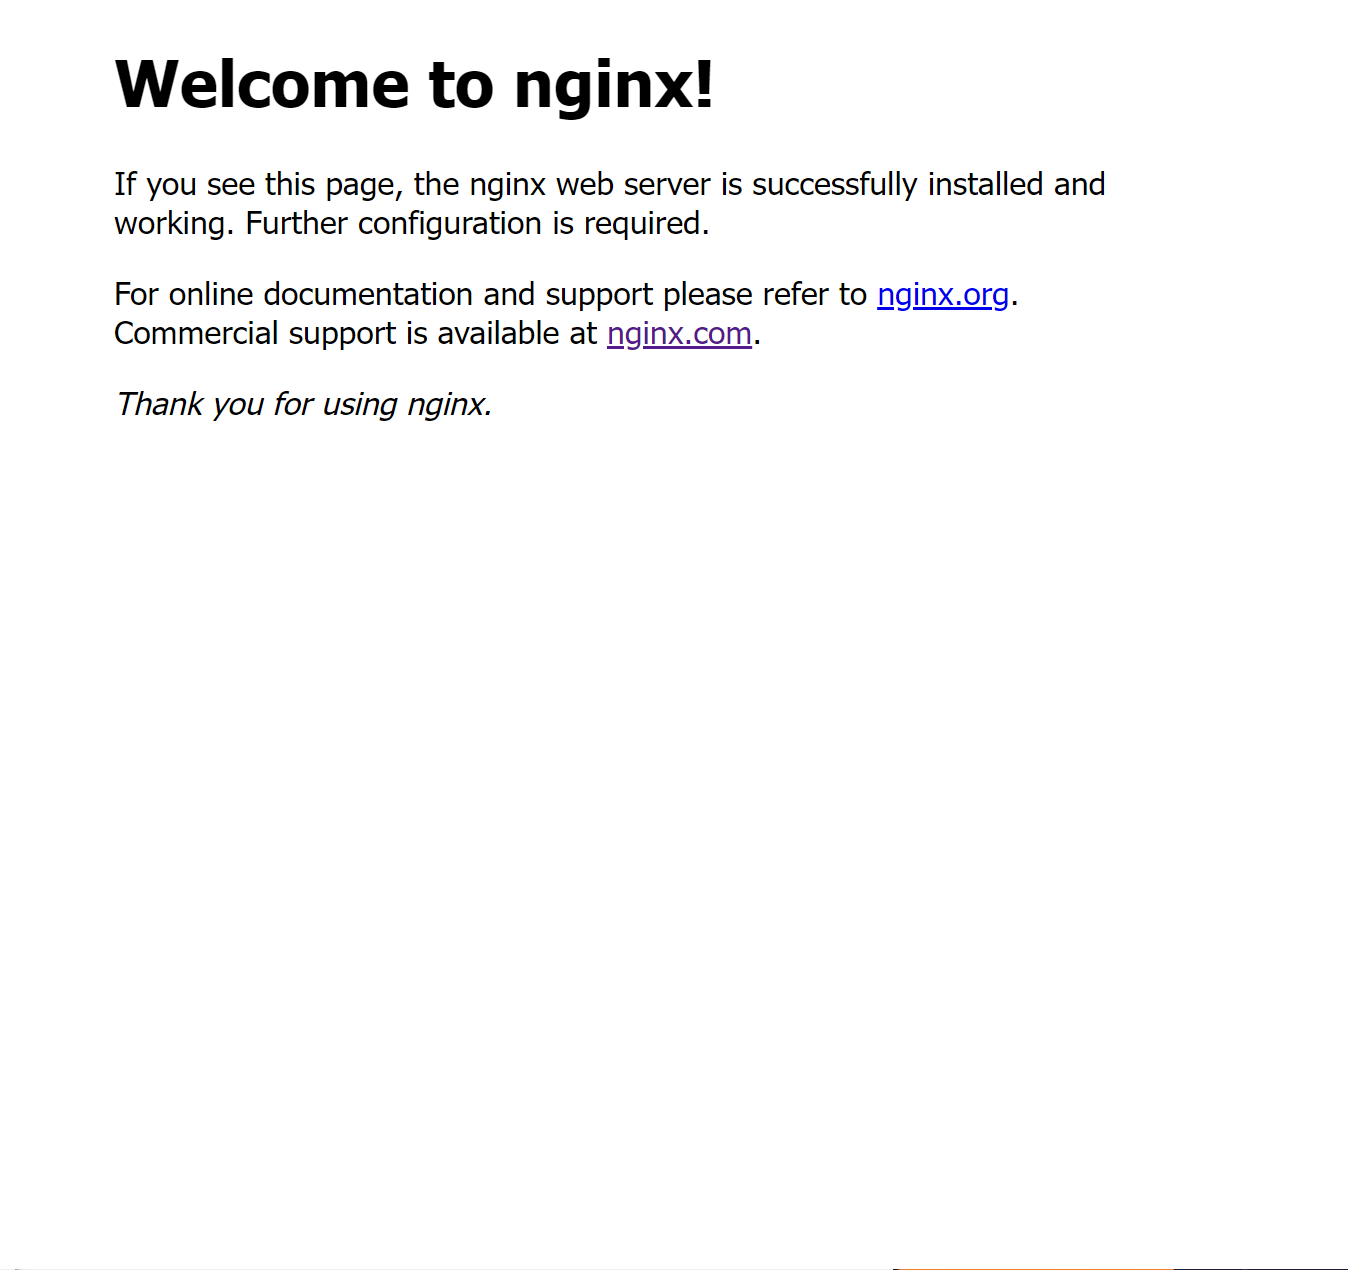 Welcome to nginx!
If you see this page, the nginx web server is successfully installed and
working. Further configuration is required.
For online documentation and support please refer to nginx.org.
Commercial support is available at nginx.com.
Thank you for using nginx.